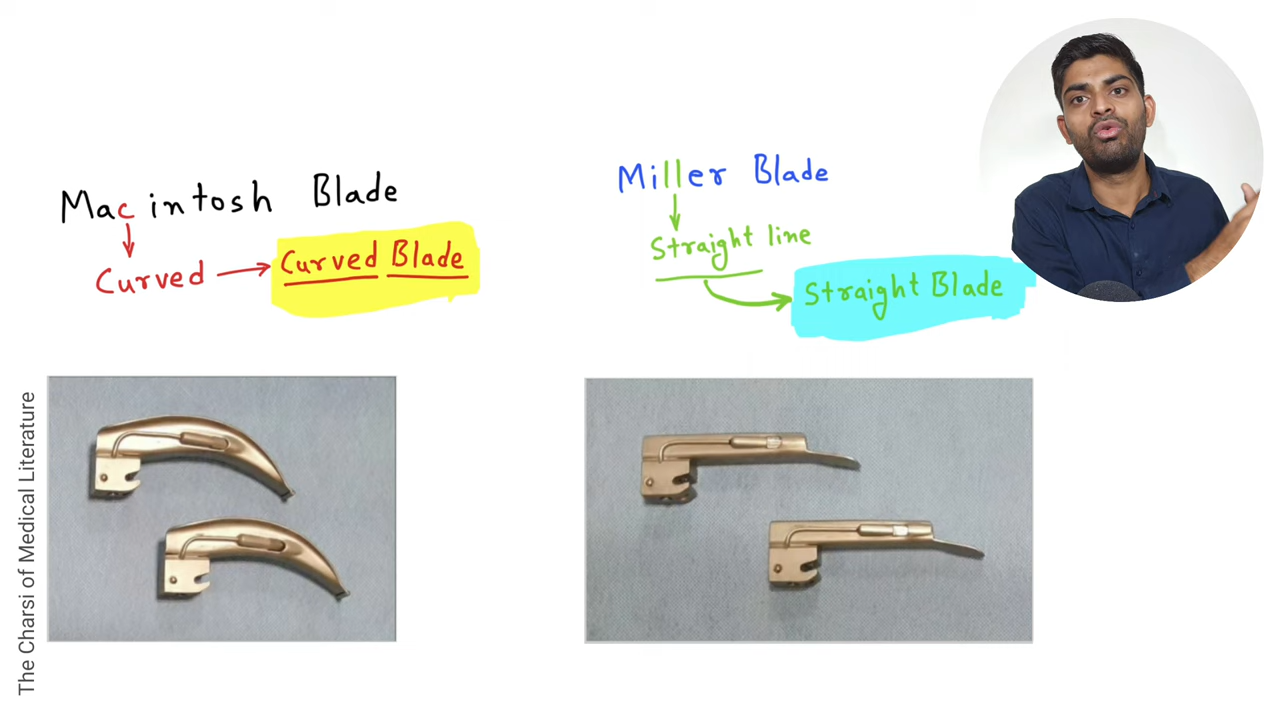 Macintosh Blade
Curved → Curved Blade
Miller Blade
Straight line
Straight Blade
The Charsi of Medical Literature